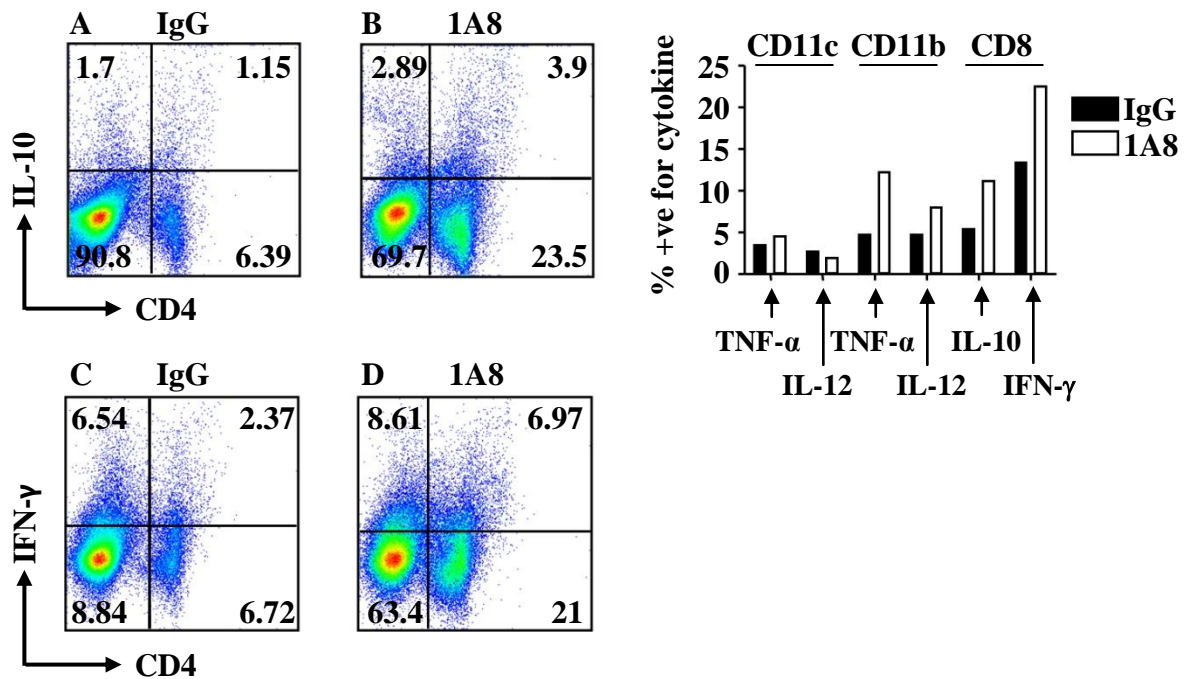 A IgG
1.7 1.15
90.8 6.39
IL-10
CD4
B 1A8
2.89 3.9
69.7 23.5
C IgG
6.54 2.37
8.84 6.72
IFN-γ
CD4
D 1A8
8.61 6.97
63.4 21
CD11c CD11b CD8
% +ve for cytokine
25
20
15
10
5
0
IgG
1A8
TNF-α TNF-α IL-10
IL-12 IL-12 IFN-γ